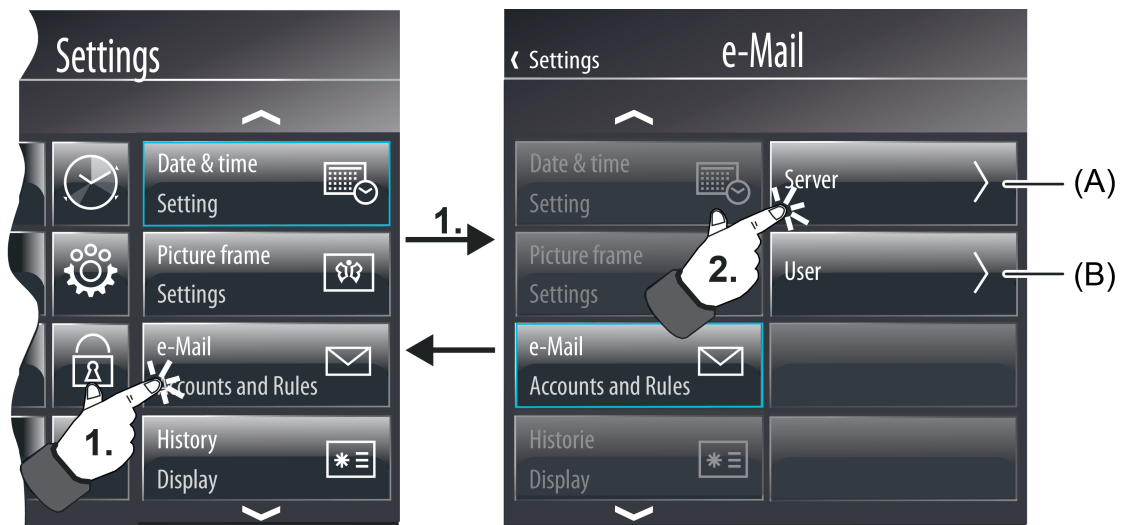 Settings
Date & time
Setting
Picture frame
Settings
e-Mail
Accounts and Rules
1.
History
Display
1.
Settings
e-Mail
Date & time
Setting
Picture frame
Settings
e-Mail
Accounts and Rules
Historie
Display
Server
(A)
2.
User
(B)